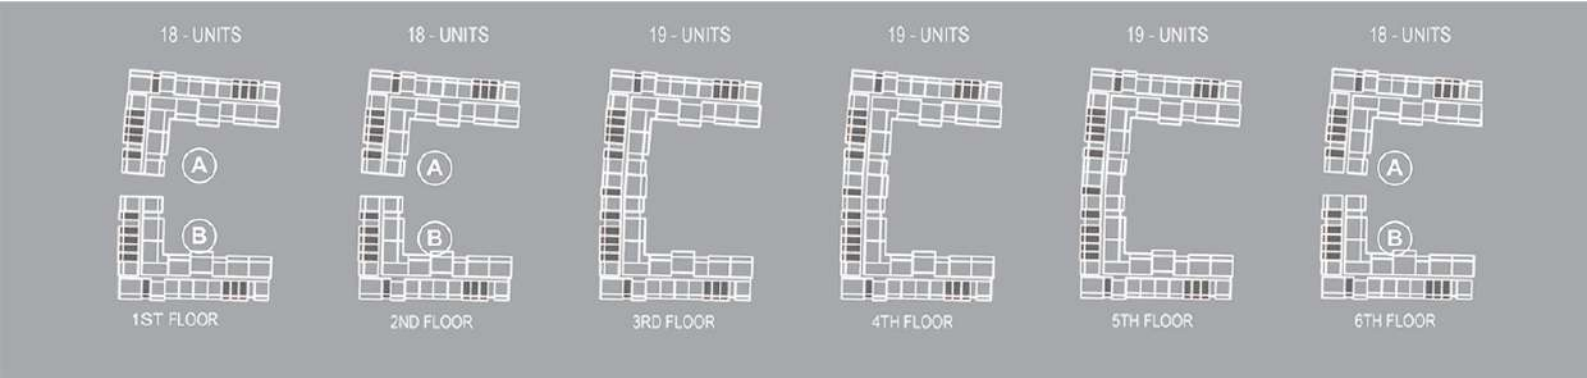 18 - UNITS 18 - UNITS 19 - UNITS 19 - UNITS 19 - UNITS 18 - UNITS
A A A
B B B
1ST FLOOR 2ND FLOOR 3RD FLOOR 4TH FLOOR 5TH FLOOR 6TH FLOOR